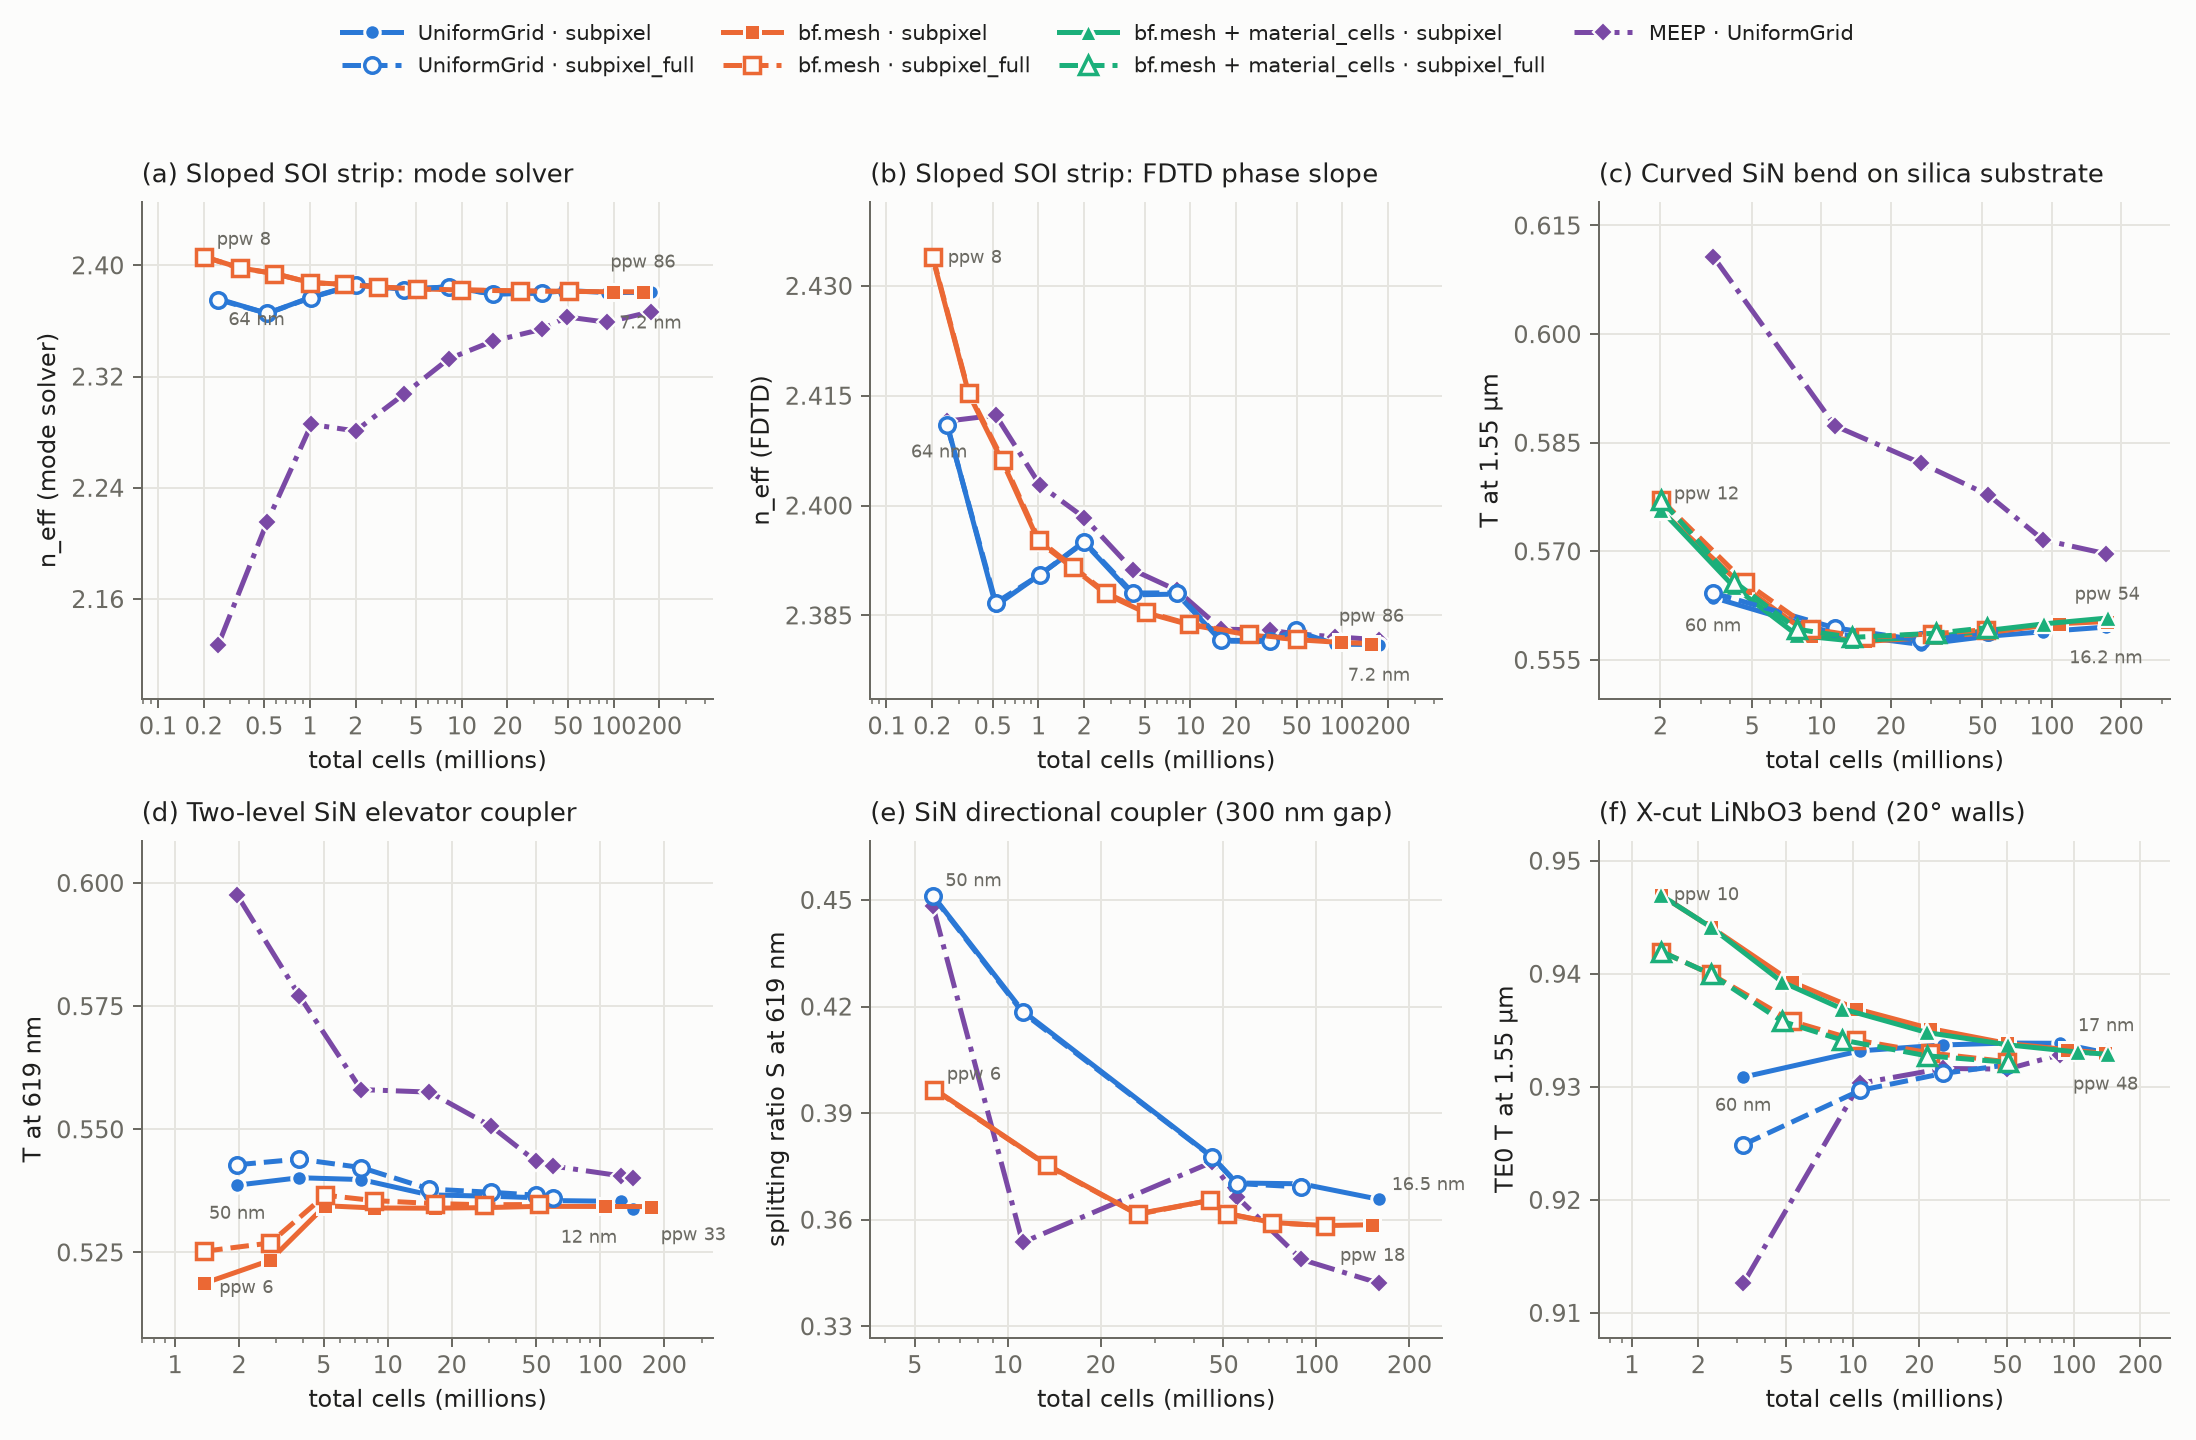 UniformGrid · subpixel
bf.mesh · subpixel
bf.mesh + material_cells · subpixel
MEEP · UniformGrid
UniformGrid · subpixel_full
bf.mesh · subpixel_full
bf.mesh + material_cells · subpixel_full
(a) Sloped SOI strip: mode solver
n_eff (mode solver)
2.40
2.32
2.24
2.16
ppw 8
64 nm
ppw 86
7.2 nm
0.1 0.2 0.5 1 2 5 10 20 50 100 200
total cells (millions)
(b) Sloped SOI strip: FDTD phase slope
n_eff (FDTD)
2.430
2.415
2.400
2.385
ppw 8
64 nm
ppw 86
7.2 nm
0.1 0.2 0.5 1 2 5 10 20 50 100 200
total cells (millions)
(c) Curved SiN bend on silica substrate
T at 1.55 µm
0.615
0.600
0.585
0.570
0.555
ppw 12
60 nm
ppw 54
16.2 nm
2 5 10 20 50 100 200
total cells (millions)
(d) Two-level SiN elevator coupler
T at 619 nm
0.600
0.575
0.550
0.525
50 nm
ppw 6
12 nm
ppw 33
1 2 5 10 20 50 100 200
total cells (millions)
(e) SiN directional coupler (300 nm gap)
splitting ratio S at 619 nm
0.45
0.42
0.39
0.36
0.33
50 nm
ppw 6
16.5 nm
ppw 18
5 10 20 50 100 200
total cells (millions)
(f) X-cut LiNbO3 bend (20° walls)
TE0 T at 1.55 µm
0.95
0.94
0.93
0.92
0.91
ppw 10
60 nm
17 nm
ppw 48
1 2 5 10 20 50 100 200
total cells (millions)